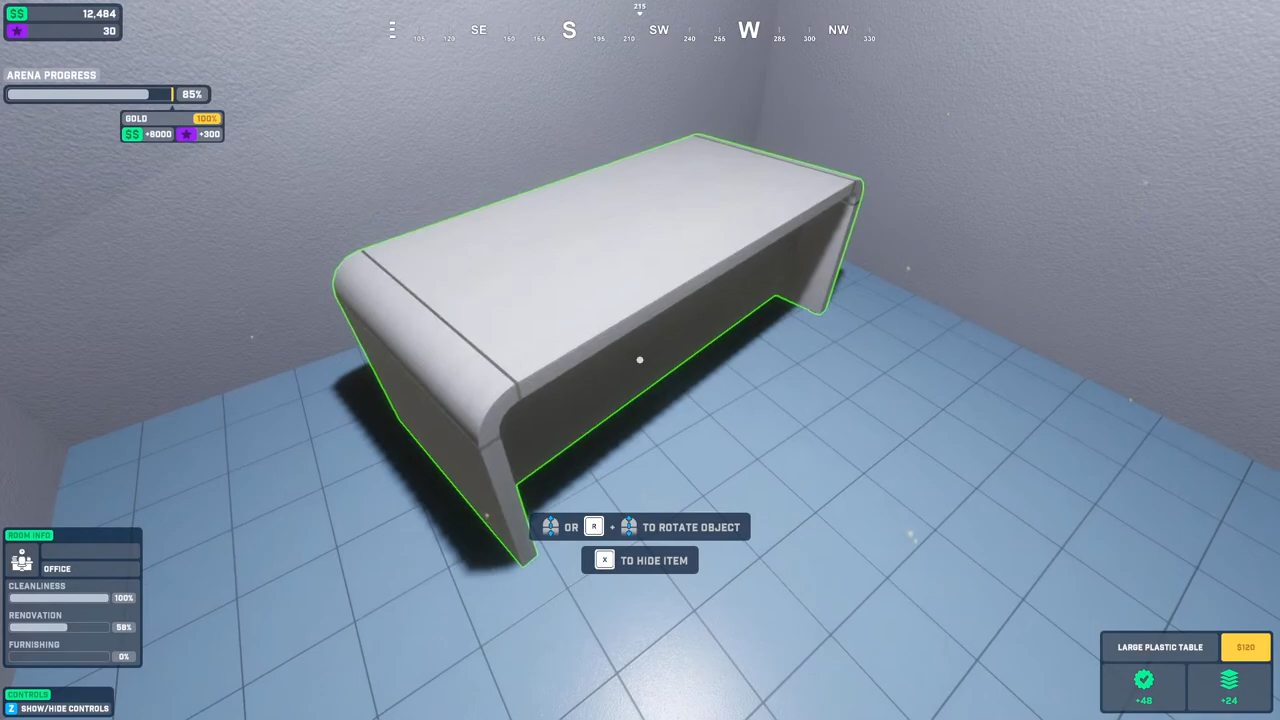 $$ 12,484
30
215
E SE S SW W NW
105 120 150 165 195 210 240 255 285 300 330
ARENA PROGRESS
85%
GOLD 100%
$$ +8000 +300
OR R + TO ROTATE OBJECT
X TO HIDE ITEM
ROOM INFO
OFFICE
CLEANLINESS
100%
RENOVATION
58%
FURNISHING
0%
CONTROLS
Z SHOW/HIDE CONTROLS
LARGE PLASTIC TABLE $120
+48 +24